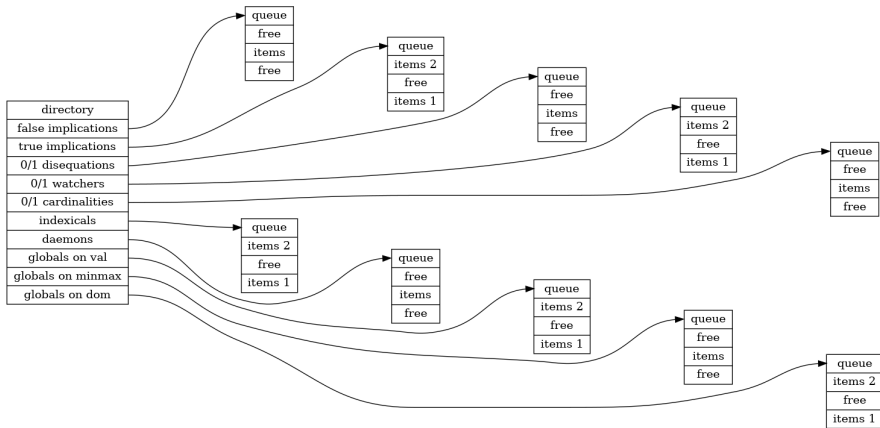 directory
false implications
true implications
0/1 disequations
0/1 watchers
0/1 cardinalities
indexicals
daemons
globals on val
globals on minmax
globals on dom
queue
free
items
free
queue
items 2
free
items 1
queue
free
items
free
queue
items 2
free
items 1
queue
free
items
free
queue
items 2
free
items 1
queue
free
items
free
queue
items 2
free
items 1
queue
free
items
free
queue
items 2
free
items 1